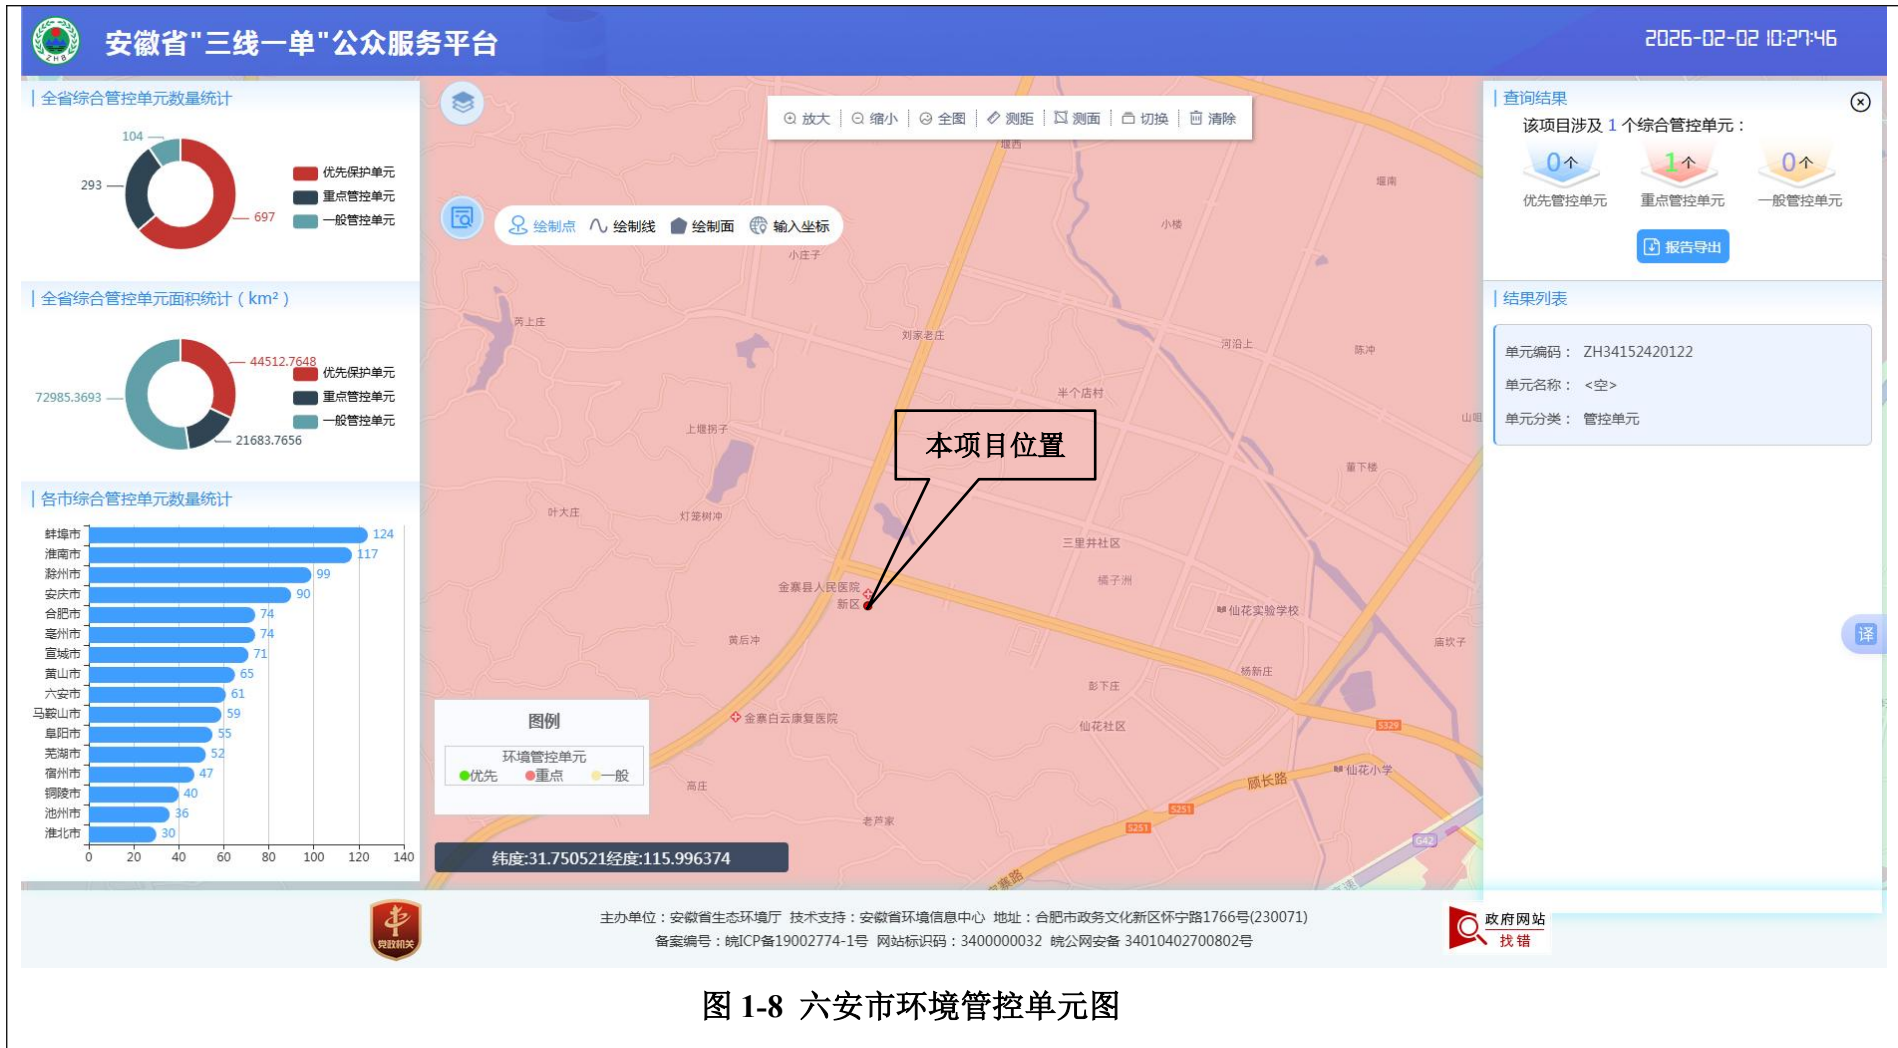 安徽省"三线一单"公众服务平台
2026-02-02 10:27:46
全省综合管控单元数量统计
104
293
697
优先保护单元
重点管控单元
一般管控单元
全省综合管控单元面积统计（km²）
44512.7648
72985.3693
21683.7656
优先保护单元
重点管控单元
一般管控单元
各市综合管控单元数量统计
蚌埠市 124
淮南市 117
滁州市 99
安庆市 90
合肥市 74
亳州市 74
宣城市 71
黄山市 65
六安市 61
马鞍山市 59
阜阳市 55
芜湖市 52
宿州市 47
铜陵市 40
池州市 36
淮北市 30
0 20 40 60 80 100 120 140
放大 缩小 全图 测距 测面 切换 清除
绘制点 绘制线 绘制面 输入坐标
堰西
堰南
小楼
小庄子
芮上庄
刘家老庄
河沿上
陈冲
半个店村
上堰拐子
本项目位置
董下楼
叶大庄
灯笼树冲
三里井社区
橘子洲
金寨县人民医院
新区
仙花实验学校
黄后冲
庙坎子
杨新庄
彭下庄
金寨白云康复医院
仙花社区
S329
仙花小学
顾长路
高庄
S251
老芦家
S251
G42
图例
环境管控单元
优先 重点 一般
纬度:31.750521经度:115.996374
查询结果
该项目涉及 1 个综合管控单元：
0个 1个 0个
优先管控单元 重点管控单元 一般管控单元
报告导出
结果列表
单元编码： ZH34152420122
单元名称： <空>
单元分类： 管控单元
译
党政机关
主办单位：安徽省生态环境厅 技术支持：安徽省环境信息中心 地址：合肥市政务文化新区怀宁路1766号(230071)
备案编号：皖ICP备19002774-1号 网站标识码：3400000032 皖公网安备 34010402700802号
政府网站
找错
图 1-8 六安市环境管控单元图